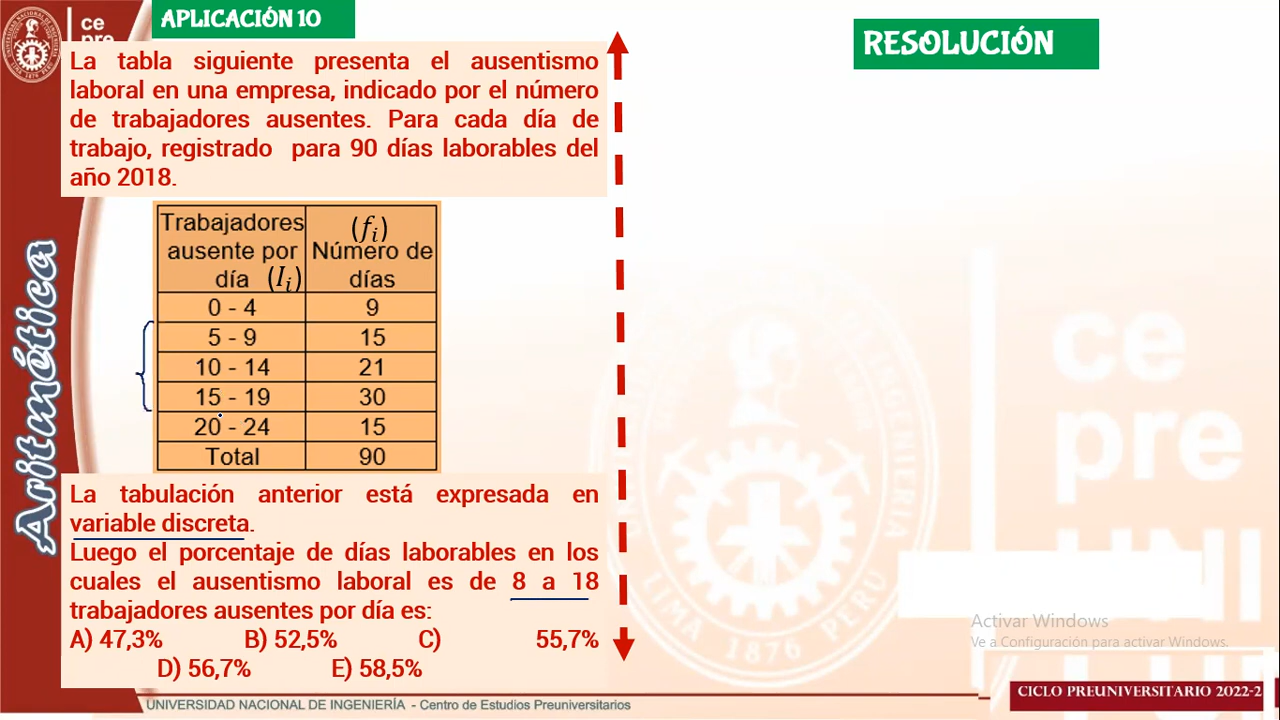 APLICACIÓN 10
ce
pre
RESOLUCIÓN
La tabla siguiente presenta el ausentismo
laboral en una empresa, indicado por el número
de trabajadores ausentes. Para cada día de
trabajo, registrado para 90 días laborables del
año 2018.
Trabajadores ausente por día (Ii) | (fi) Número de días
0 - 4 9
5 - 9 15
10 - 14 21
15 - 19 30
20 - 24 15
Total 90
La tabulación anterior está expresada en
variable discreta.
Luego el porcentaje de días laborables en los
cuales el ausentismo laboral es de 8 a 18
trabajadores ausentes por día es:
A) 47,3% B) 52,5% C) 55,7%
D) 56,7% E) 58,5%
Aritmética
ce
pre
UNI
LIMA 1876 PERU
Activar Windows
Ve a Configuración para activar Windows.
CICLO PREUNIVERSITARIO 2022-2
UNIVERSIDAD NACIONAL DE INGENIERÍA - Centro de Estudios Preuniversitarios